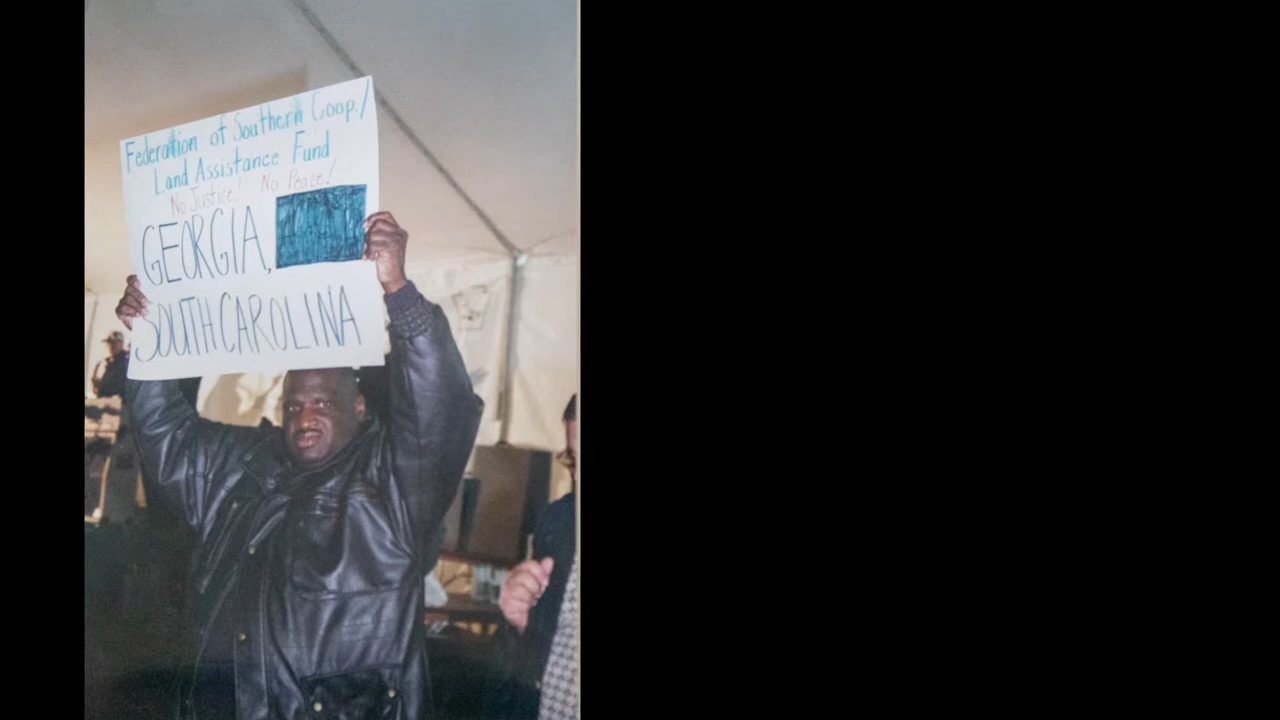 Federation of Southern Coop./
Land Assistance Fund
No Justice! No Peace!
GEORGIA,
SOUTH CAROLINA